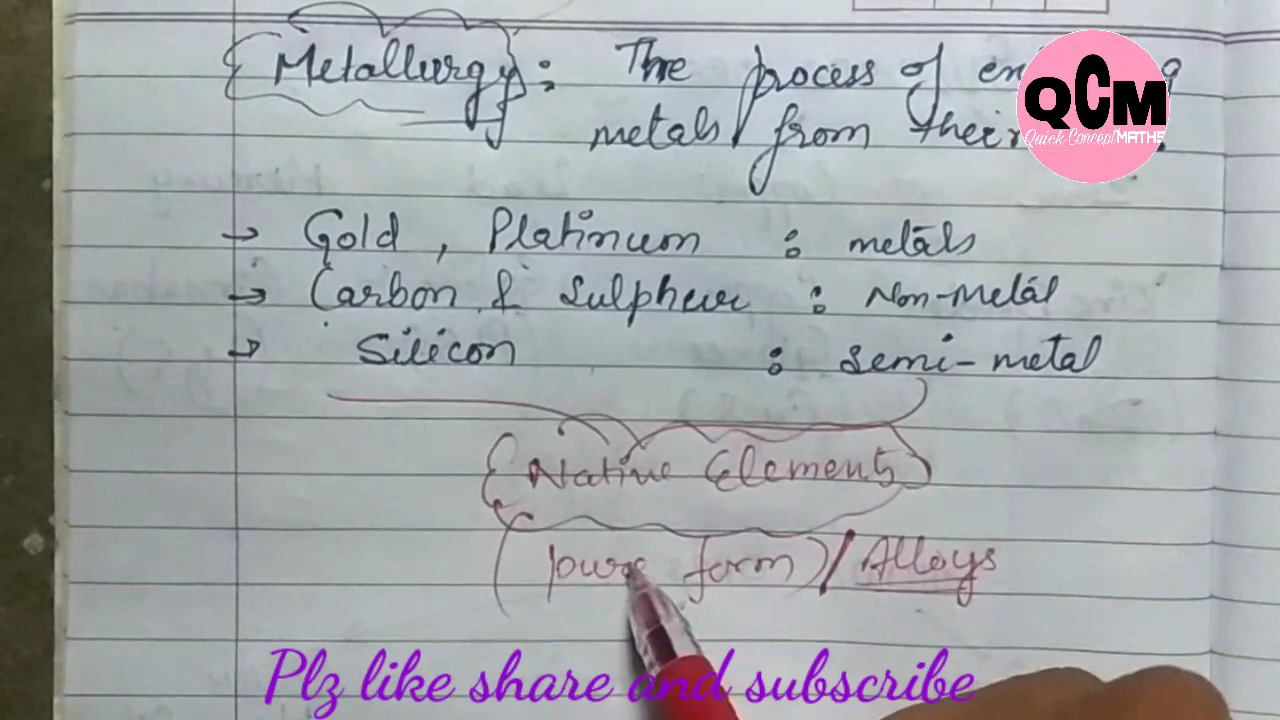 Metallurgy : The process of
metals from their
QCM
Quick Concept MATHS
→ Gold , Platinum : metals
→ Carbon & Sulphur : Non-Metal
→ Silicon : Semi-metal
Native Elements
(pure form) / Alloys
Plz like share and subscribe